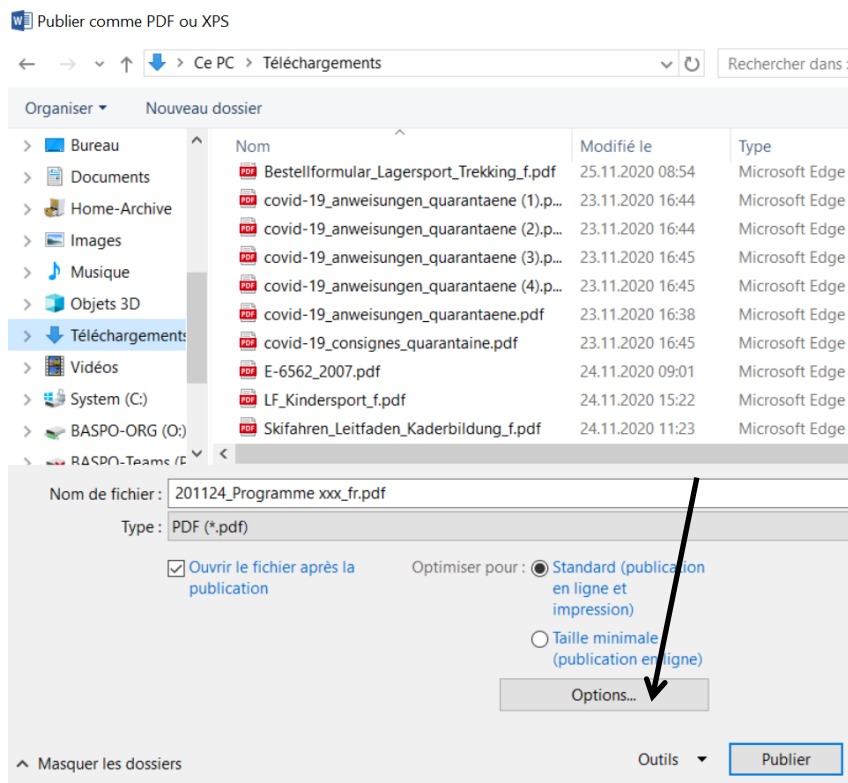 Publier comme PDF ou XPS
Ce PC > Téléchargements
Rechercher dans :
Organiser
Nouveau dossier
Nom
Modifié le
Type
Bureau
Documents
Home-Archive
Images
Musique
Objets 3D
Téléchargements
Vidéos
System (C:)
BASPO-ORG (O:)
BASPO-Teams (P
Bestellformular_Lagersport_Trekking_f.pdf 25.11.2020 08:54 Microsoft Edge
covid-19_anweisungen_quarantaene (1).p... 23.11.2020 16:44 Microsoft Edge
covid-19_anweisungen_quarantaene (2).p... 23.11.2020 16:44 Microsoft Edge
covid-19_anweisungen_quarantaene (3).p... 23.11.2020 16:45 Microsoft Edge
covid-19_anweisungen_quarantaene (4).p... 23.11.2020 16:45 Microsoft Edge
covid-19_anweisungen_quarantaene.pdf 23.11.2020 16:38 Microsoft Edge
covid-19_consignes_quarantaine.pdf 23.11.2020 16:45 Microsoft Edge
E-6562_2007.pdf 24.11.2020 09:01 Microsoft Edge
LF_Kindersport_f.pdf 24.11.2020 15:22 Microsoft Edge
Skifahren_Leitfaden_Kaderbildung_f.pdf 24.11.2020 11:23 Microsoft Edge
Nom de fichier : 201124_Programme xxx_fr.pdf
Type : PDF (*.pdf)
Ouvrir le fichier après la
publication
Optimiser pour :
Standard (publication
en ligne et
impression)
Taille minimale
(publication en ligne)
Options...
Masquer les dossiers
Outils
Publier